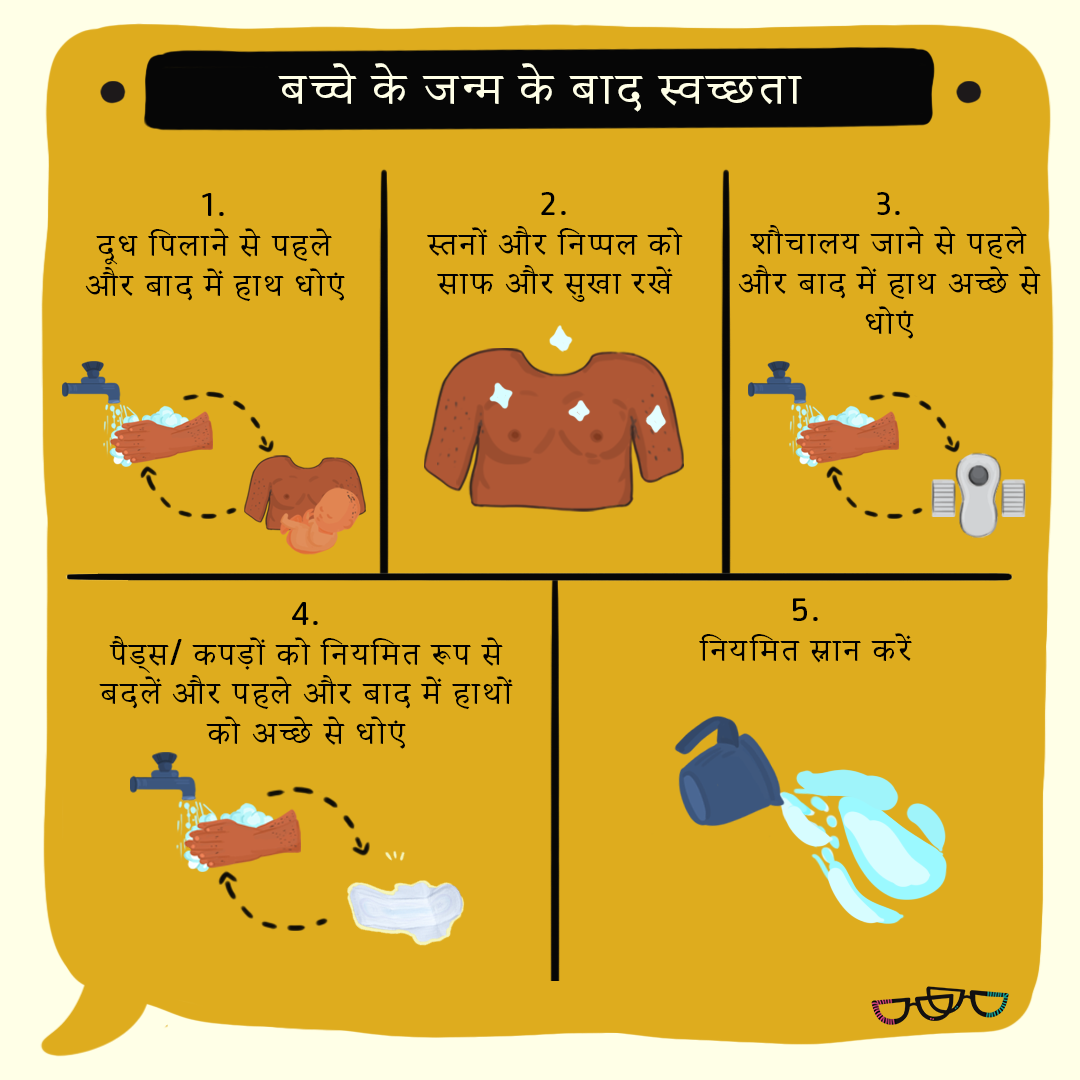 बच्चे के जन्म के बाद स्वच्छता
1.
दूध पिलाने से पहले
और बाद में हाथ धोएं
2.
स्तनों और निप्पल को
साफ और सुखा रखें
3.
शौचालय जाने से पहले
और बाद में हाथ अच्छे से
धोएं
4.
पैड्स/ कपड़ों को नियमित रूप से
बदलें और पहले और बाद में हाथों
को अच्छे से धोएं
5.
नियमित स्नान करें